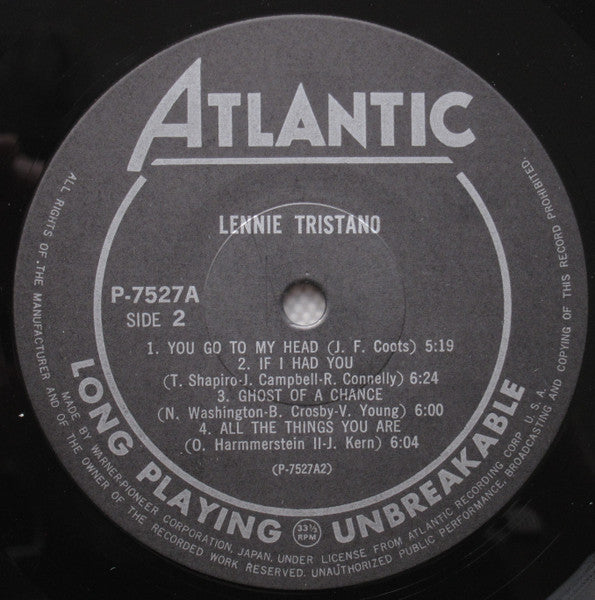 ATLANTIC
LENNIE TRISTANO
P-7527A
SIDE 2
1. YOU GO TO MY HEAD (J. F. Coots) 5:19
2. IF I HAD YOU
(T. Shapiro-J. Campbell-R. Connelly) 6:24
3. GHOST OF A CHANCE
(N. Washington-B. Crosby-V. Young) 6:00
4. ALL THE THINGS YOU ARE
(O. Harmmerstein II-J. Kern) 6:04
(P-7527A2)
LONG PLAYING 33⅓ RPM UNBREAKABLE
MADE BY WARNER-PIONEER CORPORATION, JAPAN, UNDER LICENSE FROM ATLANTIC RECORDING CORP. U.S.A.
ALL RIGHTS OF THE MANUFACTURER AND OF THE OWNER OF THE RECORDED WORK RESERVED. UNAUTHORIZED PUBLIC PERFORMANCE, BROADCASTING AND COPYING OF THIS RECORD PROHIBITED.